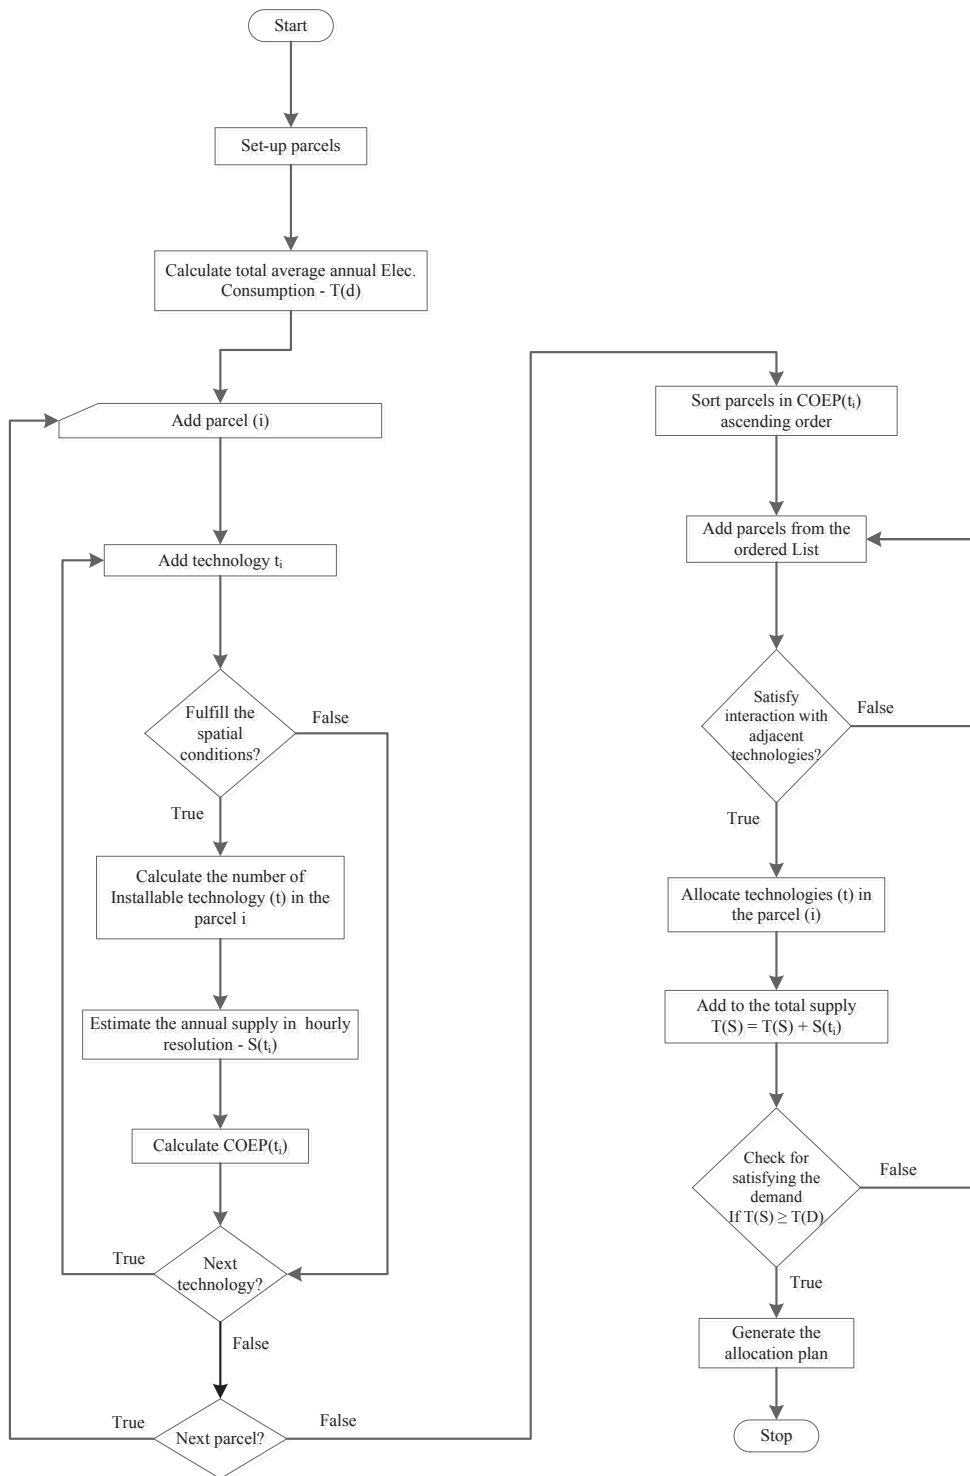 Start
Set-up parcels
Calculate total average annual Elec.
Consumption - T(d)
Add parcel (i)
Add technology tᵢ
Fulfill the
spatial
conditions?
False
True
Calculate the number of
Installable technology (t) in the
parcel i
Estimate the annual supply in hourly
resolution - S(tᵢ)
Calculate COEP(tᵢ)
Next
technology?
True
False
Next parcel?
True
False
Sort parcels in COEP(tᵢ)
ascending order
Add parcels from the
ordered List
Satisfy
interaction with
adjacent
technologies?
False
True
Allocate technologies (t) in
the parcel (i)
Add to the total supply
T(S) = T(S) + S(tᵢ)
Check for
satisfying the
demand
If T(S) ≥ T(D)
False
True
Generate the
allocation plan
Stop